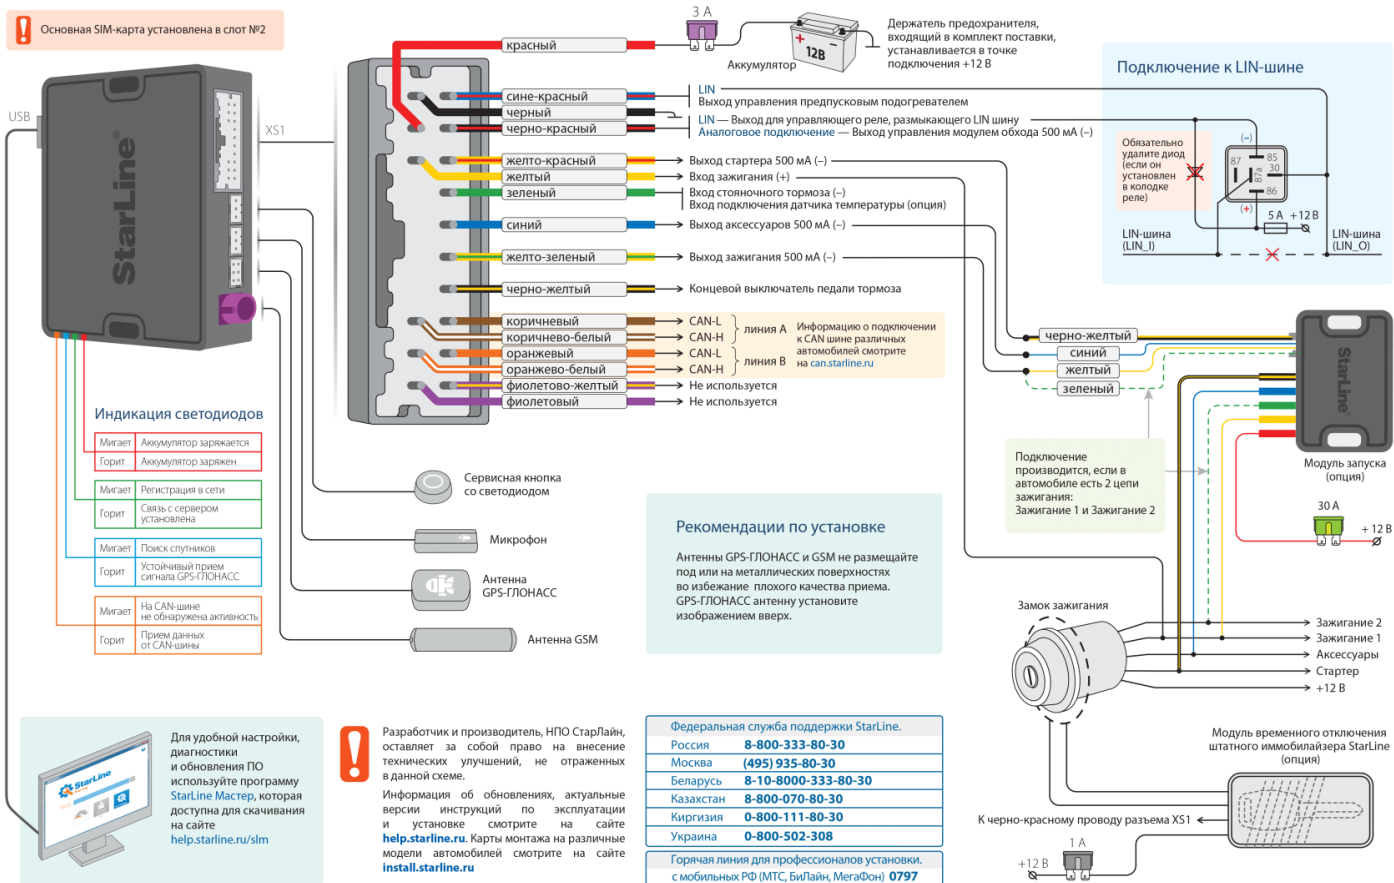 Основная SIM-карта установлена в слот №2
USB
XS1
StarLine®
красный
сине-красный
черный
черно-красный
желто-красный
желтый
зеленый
синий
желто-зеленый
черно-желтый
коричневый
коричнево-белый
оранжевый
оранжево-белый
фиолетово-желтый
фиолетовый
3 А
Аккумулятор
12В
Держатель предохранителя,
входящий в комплект поставки,
устанавливается в точке
подключения +12 В
LIN
Выход управления предпусковым подогревателем
LIN — Выход для управляющего реле, размыкающего LIN шину
Аналоговое подключение — Выход управления модулем обхода 500 мА (–)
Выход стартера 500 мА (–)
Вход зажигания (+)
Вход стояночного тормоза (–)
Вход подключения датчика температуры (опция)
Выход аксессуаров 500 мА (–)
Выход зажигания 500 мА (–)
Концевой выключатель педали тормоза
CAN-L
CAN-H
линия А
CAN-L
CAN-H
линия В
Информацию о подключении
к CAN шине различных
автомобилей смотрите
на can.starline.ru
Не используется
Не используется
Подключение к LIN-шине
Обязательно
удалите диод
(если он
установлен
в колодке
реле)
(–)
87
85
30
87a
86
(+)
5 А
+12 В
LIN-шина
(LIN_I)
LIN-шина
(LIN_O)
черно-желтый
синий
желтый
зеленый
StarLine®
Модуль запуска
(опция)
Подключение
производится, если в
автомобиле есть 2 цепи
зажигания:
Зажигание 1 и Зажигание 2
30 А
+ 12 В
Индикация светодиодов
Мигает Аккумулятор заряжается
Горит Аккумулятор заряжен
Мигает Регистрация в сети
Горит Связь с сервером
установлена
Мигает Поиск спутников
Горит Устойчивый прием
сигнала GPS-ГЛОНАСС
Мигает На CAN-шине
не обнаружена активность
Горит Прием данных
от CAN-шины
Сервисная кнопка
со светодиодом
Микрофон
Антенна
GPS-ГЛОНАСС
Антенна GSM
Рекомендации по установке
Антенны GPS-ГЛОНАСС и GSM не размещайте
под или на металлических поверхностях
во избежание плохого качества приема.
GPS-ГЛОНАСС антенну установите
изображением вверх.
Замок зажигания
Зажигание 2
Зажигание 1
Аксессуары
Стартер
+12 В
Модуль временного отключения
штатного иммобилайзера StarLine
(опция)
К черно-красному проводу разъема XS1
1 А
+12 В
StarLine
Для удобной настройки,
диагностики
и обновления ПО
используйте программу
StarLine Мастер, которая
доступна для скачивания
на сайте
help.starline.ru/slm
Разработчик и производитель, НПО СтарЛайн,
оставляет за собой право на внесение
технических улучшений, не отраженных
в данной схеме.
Информация об обновлениях, актуальные
версии инструкций по эксплуатации
и установке смотрите на сайте
help.starline.ru. Карты монтажа на различные
модели автомобилей смотрите на сайте
install.starline.ru
Федеральная служба поддержки StarLine.
Россия 8-800-333-80-30
Москва (495) 935-80-30
Беларусь 8-10-8000-333-80-30
Казахстан 8-800-070-80-30
Киргизия 0-800-111-80-30
Украина 0-800-502-308
Горячая линия для профессионалов установки.
с мобильных РФ (МТС, БиЛайн, МегаФон) 0797